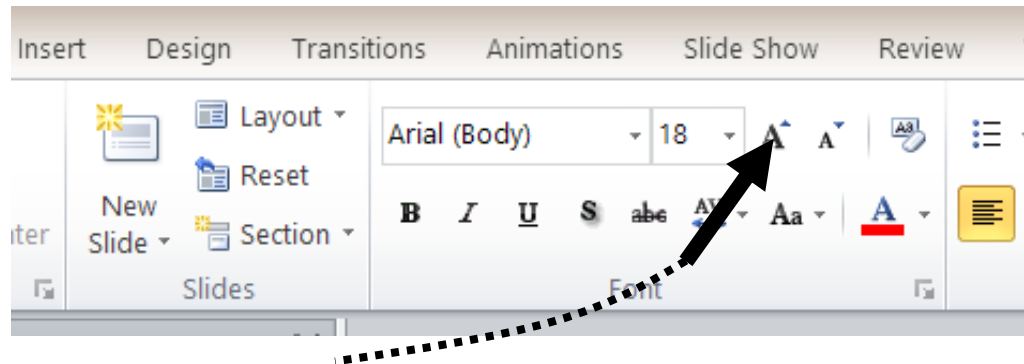 Insert Design Transitions Animations Slide Show Review
Layout
Arial (Body) 18 A A
Reset
New
Slide
B I U S abc AV Aa A
Section
Slides Font